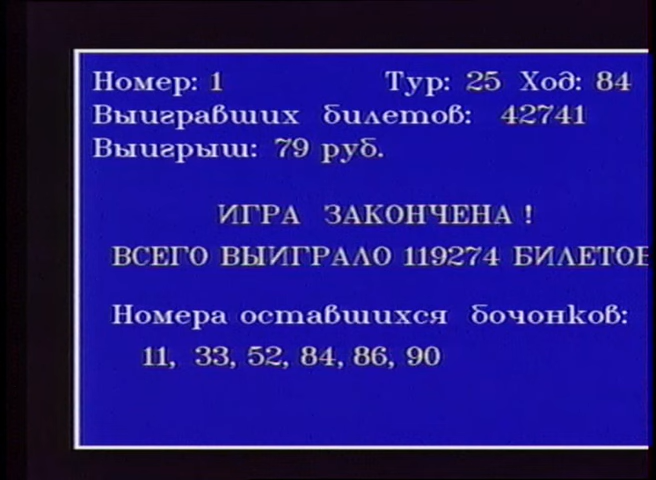 Номер: 1 Тур: 25 Ход: 84
Выигравших билетов: 42741
Выигрыш: 79 руб.
ИГРА ЗАКОНЧЕНА !
ВСЕГО ВЫИГРАЛО 119274 БИЛЕТОВ
Номера оставшихся бочонков:
11, 33, 52, 84, 86, 90